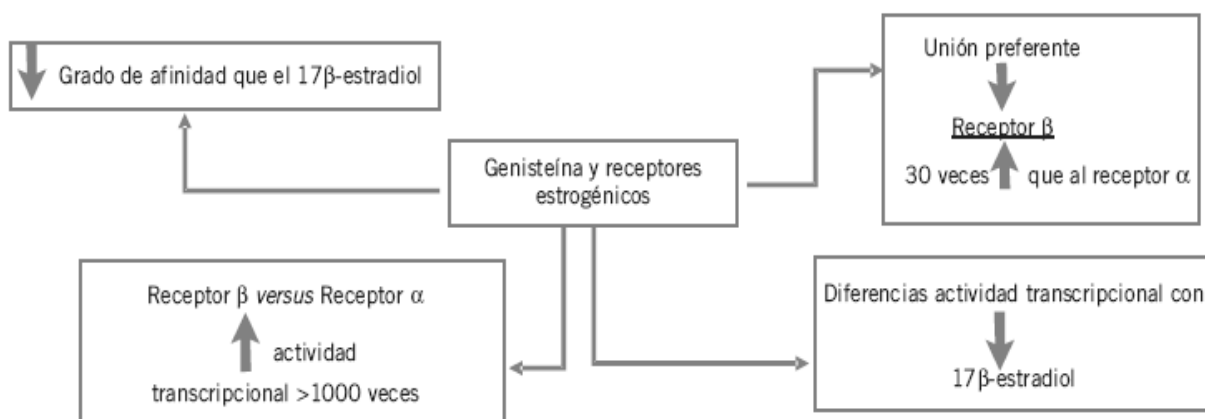 Grado de afinidad que el 17β-estradiol
Unión preferente
Receptor β
30 veces que al receptor α
Genisteína y receptores
estrogénicos
Receptor β versus Receptor α
actividad
transcripcional >1000 veces
Diferencias actividad transcripcional con
17β-estradiol